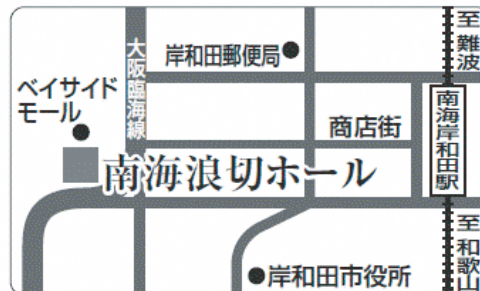 至難波
大阪臨海線
岸和田郵便局
ベイサイド
モール
南海岸和田駅
商店街
南海浪切ホール
至和歌山
岸和田市役所